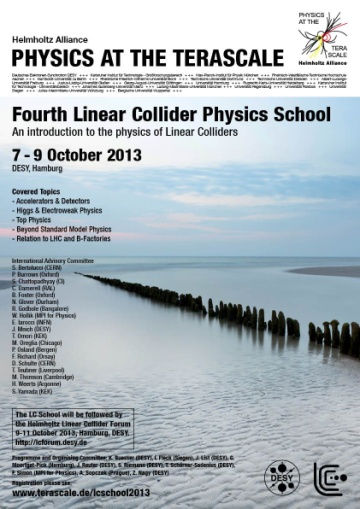 Helmholtz Alliance
PHYSICS AT THE TERASCALE
PHYSICS
AT THE
TERA
SCALE
Helmholtz Alliance
Fourth Linear Collider Physics School
An introduction to the physics of Linear Colliders
7 - 9 October 2013
DESY, Hamburg
Covered Topics
- Accelerators & Detectors
- Higgs & Electroweak Physics
- Top Physics
- Beyond Standard Model Physics
- Relation to LHC and B-Factories
International Advisory Committee
S. Bertolucci (CERN)
P. Burrows (Oxford)
S. Chattopadhyay (CI)
C. Damerell (RAL)
B. Foster (Oxford)
N. Glover (Durham)
R. Godbole (Bangalore)
W. Hollik (MPI for Physics)
E. Iarocci (INFN)
J. Mnich (DESY)
T. Omori (KEK)
M. Oreglia (Chicago)
P. Osland (Bergen)
F. Richard (Orsay)
D. Schulte (CERN)
T. Teubner (Liverpool)
M. Thomson (Cambridge)
H. Weerts (Argonne)
S. Yamada (KEK)
The LC School will be followed by
the Helmholtz Linear Collider Forum
9-11 October 2013, Hamburg, DESY.
http://lcforum.desy.de
Programme and Organising Committee: K. Buesser (DESY), I. Fleck (Siegen), J. List (DESY), G.
Moortgat-Pick (Hamburg), J. Reuter (DESY), S. Riemann (DESY), T. Schörner-Sadenius (DESY),
F. Simon (MPI for Physics), A. Sopczak (Prague), Z. Nagy (DESY)
Registration please see:
www.terascale.de/lcschool2013
DESY